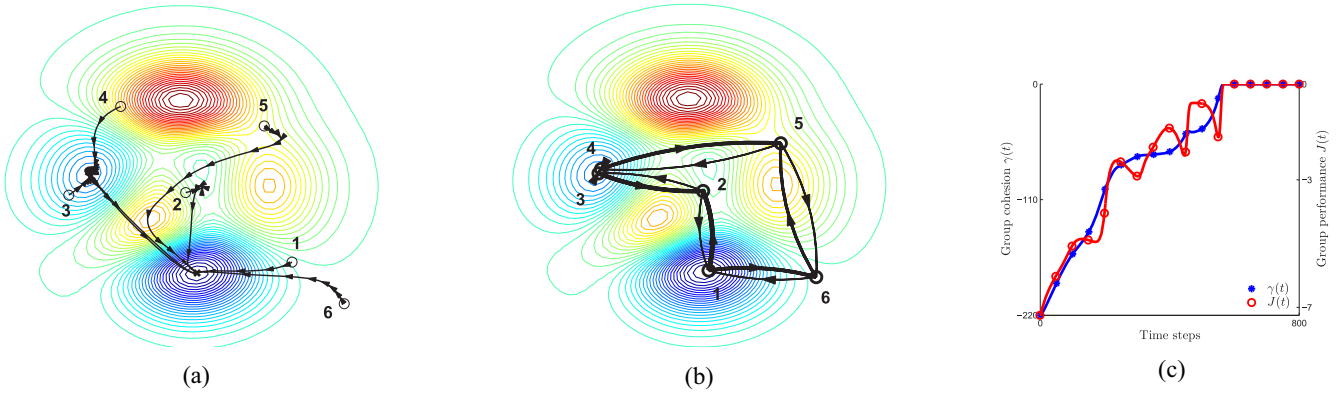 4
5
3
2
1
6
(a)
4
5
3
2
1
6
(b)
0
-110
-220
Group cohesion γ(t)
0
-3
-7
Group performance J(t)
γ(t)
J(t)
0
800
Time steps
(c)